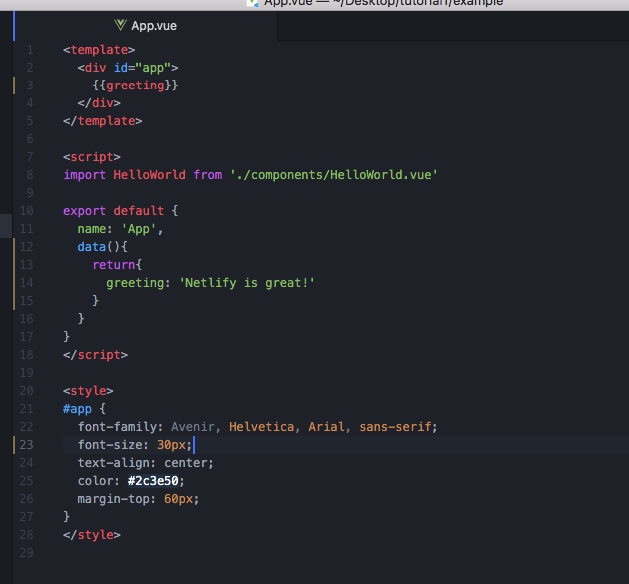 App.vue — ~/Desktop/tutorial/example
App.vue
1 <template>
2 <div id="app">
3 {{greeting}}
4 </div>
5 </template>
6
7 <script>
8 import HelloWorld from './components/HelloWorld.vue'
9
10 export default {
11 name: 'App',
12 data(){
13 return{
14 greeting: 'Netlify is great!'
15 }
16 }
17 }
18 </script>
19
20 <style>
21 #app {
22 font-family: Avenir, Helvetica, Arial, sans-serif;
23 font-size: 30px;
24 text-align: center;
25 color: #2c3e50;
26 margin-top: 60px;
27 }
28 </style>
29